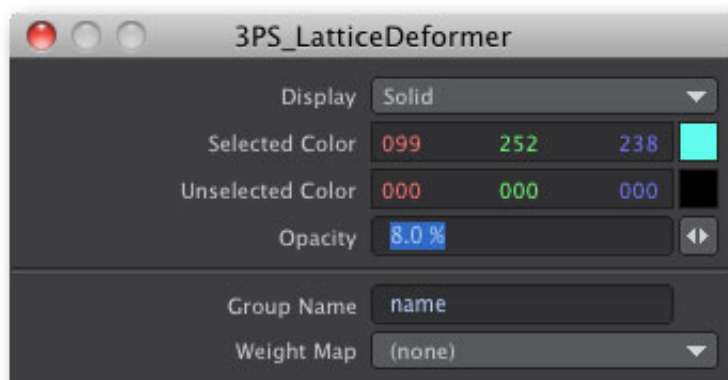 3PS_LatticeDeformer
Display Solid
Selected Color 099 252 238
Unselected Color 000 000 000
Opacity 8.0 %
Group Name name
Weight Map (none)